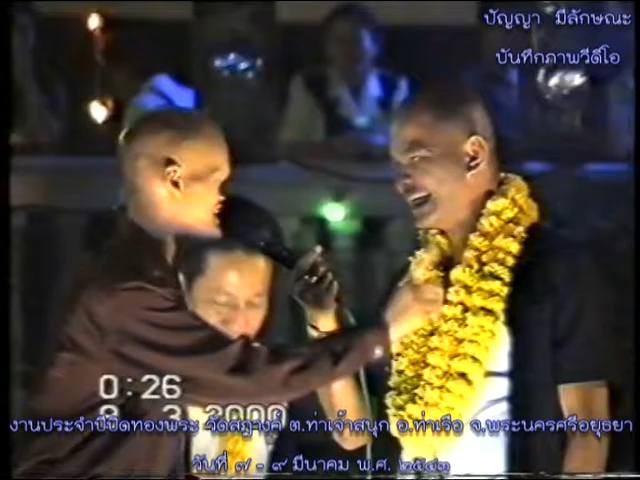 ปัญญา มีลักษณะ
บันทึกภาพวีดีโอ
0:26
8. 3.2000
งานประจำปีปิดทองพระ วัดสฎางค์ ต.ท่าเจ้าสนุก อ.ท่าเรือ จ.พระนครศรีอยุธยา
วันที่ ๗ - ๙ มีนาคม พ.ศ. ๒๕๔๓